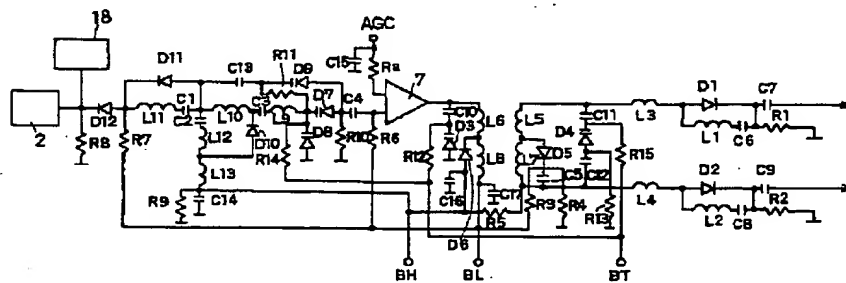 18
AGC
D11
C15
Ra
R11
D9
C13
D7
7
C4
C10
D1
C7
2
D12
L11
C1
C2
L10
C3
L9
L6
L5
C11
L3
D3
D4
R1
R8
R7
L12
D10
D8
R10
R6
L1
C6
R14
R12
L8
L7
D5
R15
D2
C9
L13
C5
C12
C16
C17
R9
C14
R5
R3
R4
R13
L4
R2
L2
C8
D6
BH
BL
BT